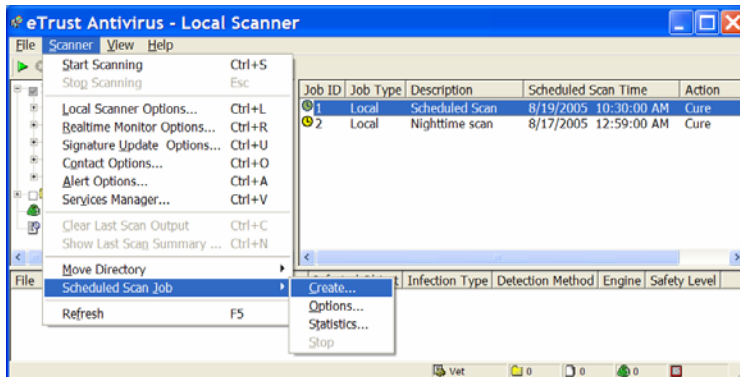 eTrust Antivirus - Local Scanner
File Scanner View Help
Start Scanning Ctrl+S
Stop Scanning Esc
Local Scanner Options... Ctrl+L
Realtime Monitor Options... Ctrl+R
Signature Update Options... Ctrl+U
Contact Options... Ctrl+O
Alert Options... Ctrl+A
Services Manager... Ctrl+V
Clear Last Scan Output Ctrl+C
Show Last Scan Summary ... Ctrl+N
Move Directory
Scheduled Scan Job
Refresh F5
Create...
Options...
Statistics...
Stop
Job ID Job Type Description Scheduled Scan Time Action
1 Local Scheduled Scan 8/19/2005 10:30:00 AM Cure
2 Local Nighttime scan 8/17/2005 12:59:00 AM Cure
File Infection Type Detection Method Engine Safety Level
Vet 0 0 0